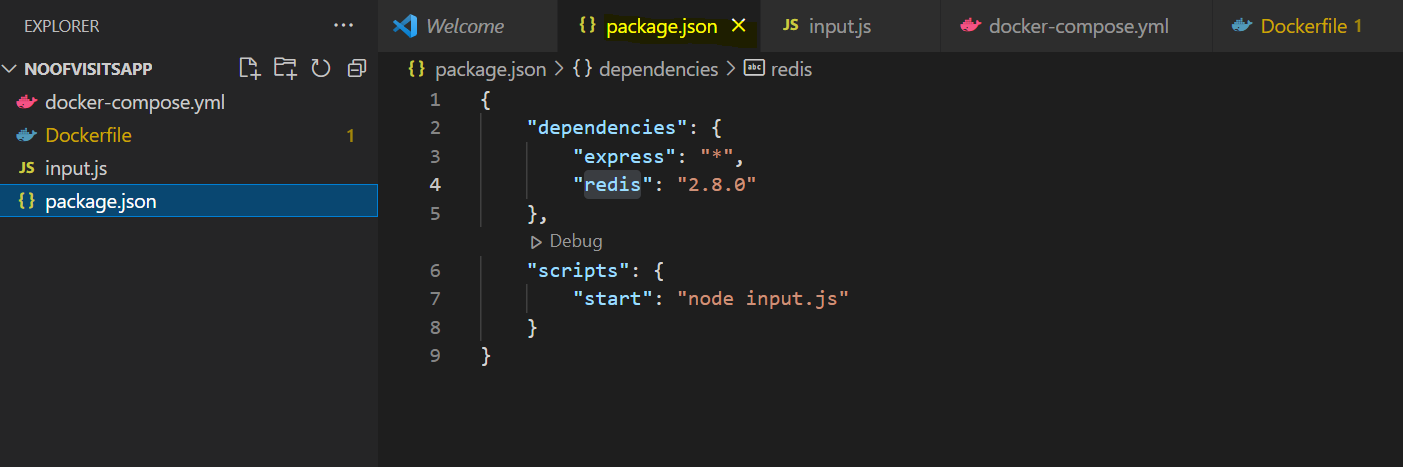 EXPLORER ...
NOOFVISITSAPP
docker-compose.yml
Dockerfile 1
JS input.js
{} package.json
Welcome {} package.json × JS input.js docker-compose.yml Dockerfile 1
{} package.json > {} dependencies > abc redis
1 {
2 "dependencies": {
3 "express": "*",
4 "redis": "2.8.0"
5 },
Debug
6 "scripts": {
7 "start": "node input.js"
8 }
9 }